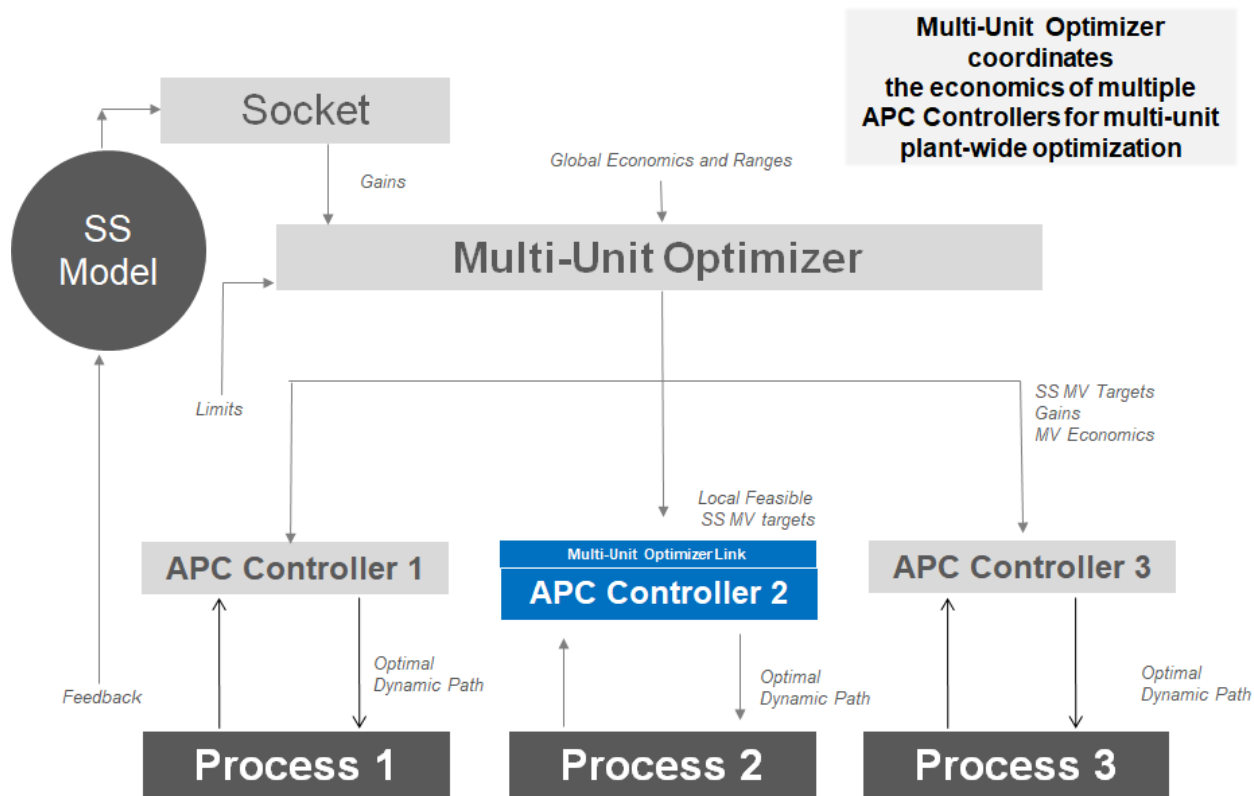 Multi-Unit Optimizer
coordinates
the economics of multiple
APC Controllers for multi-unit
plant-wide optimization
Socket
Global Economics and Ranges
Gains
SS
Model
Multi-Unit Optimizer
Limits
SS MV Targets
Gains
MV Economics
Local Feasible
SS MV targets
APC Controller 1
Multi-Unit Optimizer Link
APC Controller 2
APC Controller 3
Feedback
Optimal
Dynamic Path
Optimal
Dynamic Path
Optimal
Dynamic Path
Process 1
Process 2
Process 3